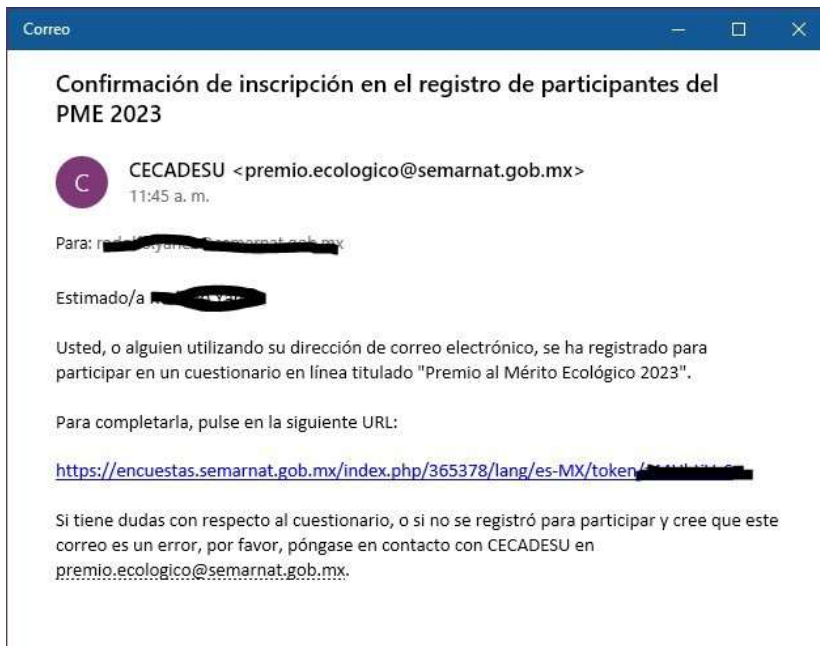 Correo
Confirmación de inscripción en el registro de participantes del
PME 2023
C
CECADESU <premio.ecologico@semarnat.gob.mx>
11:45 a. m.
Para:
Estimado/a
Usted, o alguien utilizando su dirección de correo electrónico, se ha registrado para
participar en un cuestionario en línea titulado "Premio al Mérito Ecológico 2023".
Para completarla, pulse en la siguiente URL:
https://encuestas.semarnat.gob.mx/index.php/365378/lang/es-MX/token/
Si tiene dudas con respecto al cuestionario, o si no se registró para participar y cree que este
correo es un error, por favor, póngase en contacto con CECADESU en
premio.ecologico@semarnat.gob.mx.